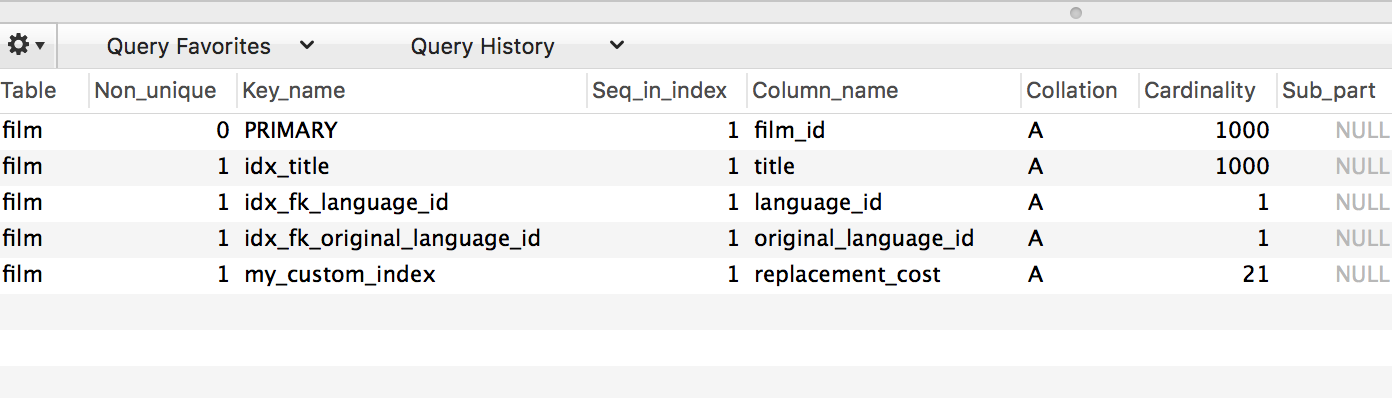 Query Favorites Query History
Table Non_unique Key_name Seq_in_index Column_name Collation Cardinality Sub_part
film 0 PRIMARY 1 film_id A 1000 NULL
film 1 idx_title 1 title A 1000 NULL
film 1 idx_fk_language_id 1 language_id A 1 NULL
film 1 idx_fk_original_language_id 1 original_language_id A 1 NULL
film 1 my_custom_index 1 replacement_cost A 21 NULL